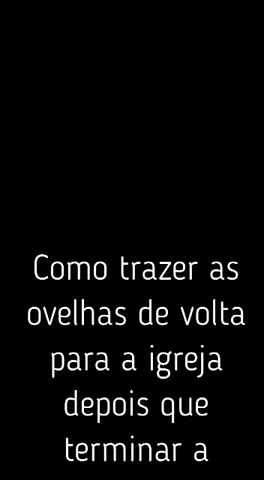 Como trazer as
ovelhas de volta
para a igreja
depois que
terminar a